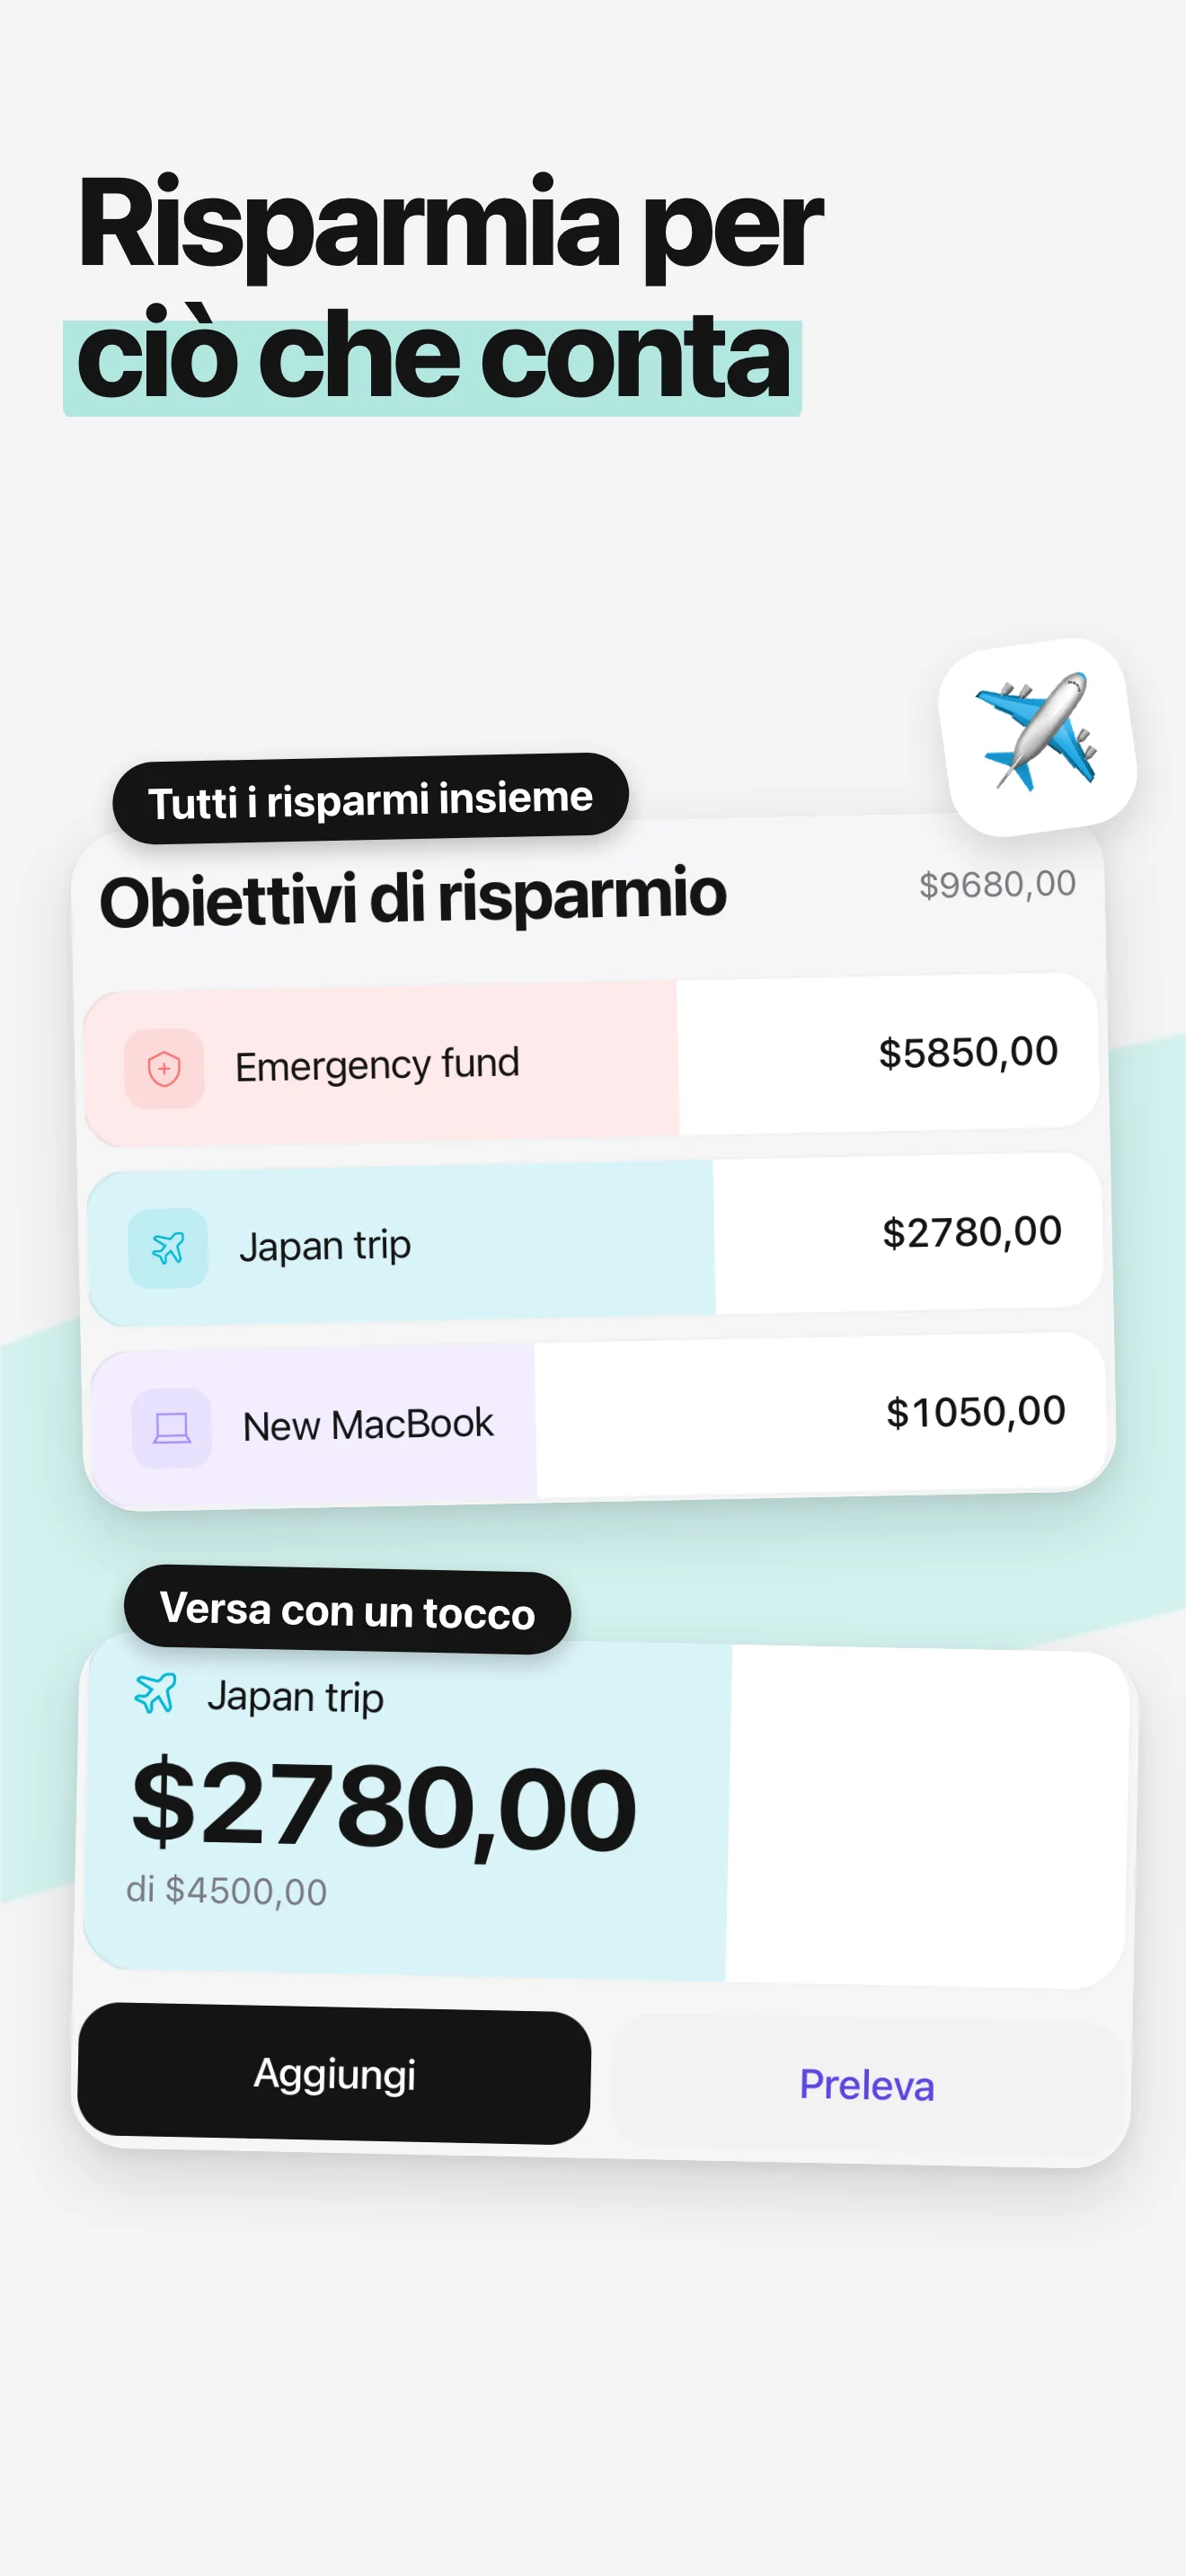 Risparmia per
ciò che conta
Tutti i risparmi insieme
Obiettivi di risparmio
$9680,00
Emergency fund
$5850,00
Japan trip
$2780,00
New MacBook
$1050,00
Versa con un tocco
Japan trip
$2780,00
di $4500,00
Aggiungi
Preleva